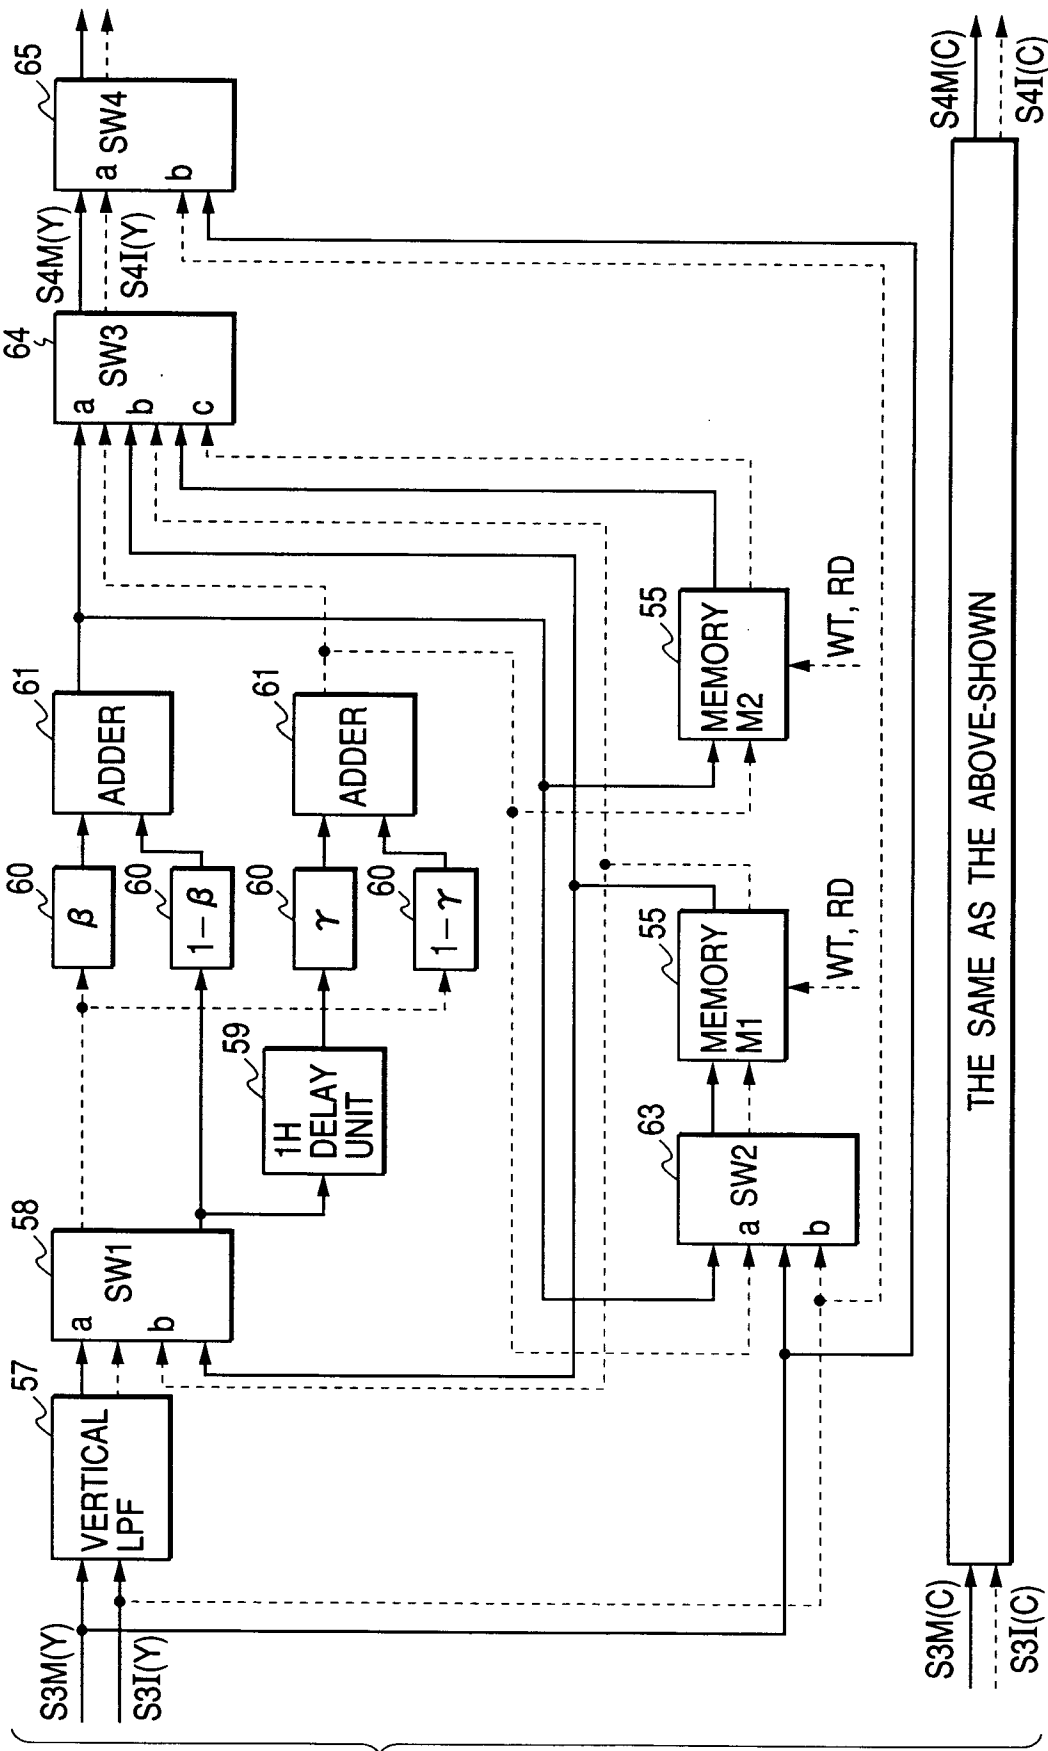 S3M(Y)
S3I(Y)
57
VERTICAL
LPF
58
a
SW1
b
59
1H
DELAY
UNIT
60
β
60
1−β
60
γ
60
1−γ
61
ADDER
61
ADDER
64
a
SW3
b
c
S4M(Y)
S4I(Y)
65
a
SW4
b
63
a
SW2
b
55
MEMORY
M1
WT, RD
55
MEMORY
M2
WT, RD
S3M(C)
S3I(C)
THE SAME AS THE ABOVE-SHOWN
S4M(C)
S4I(C)